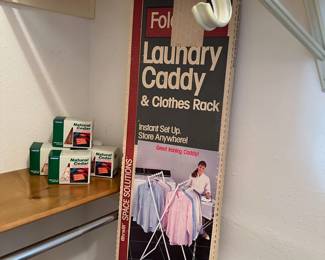 Fol
Laundry
Caddy
& Clothes Rack
Instant Set Up.
Store Anywhere!
Great Ironing Caddy!
SPACE SOLUTIONS
Natural
Cedar
Natural
Cedar
Natural
Cedar